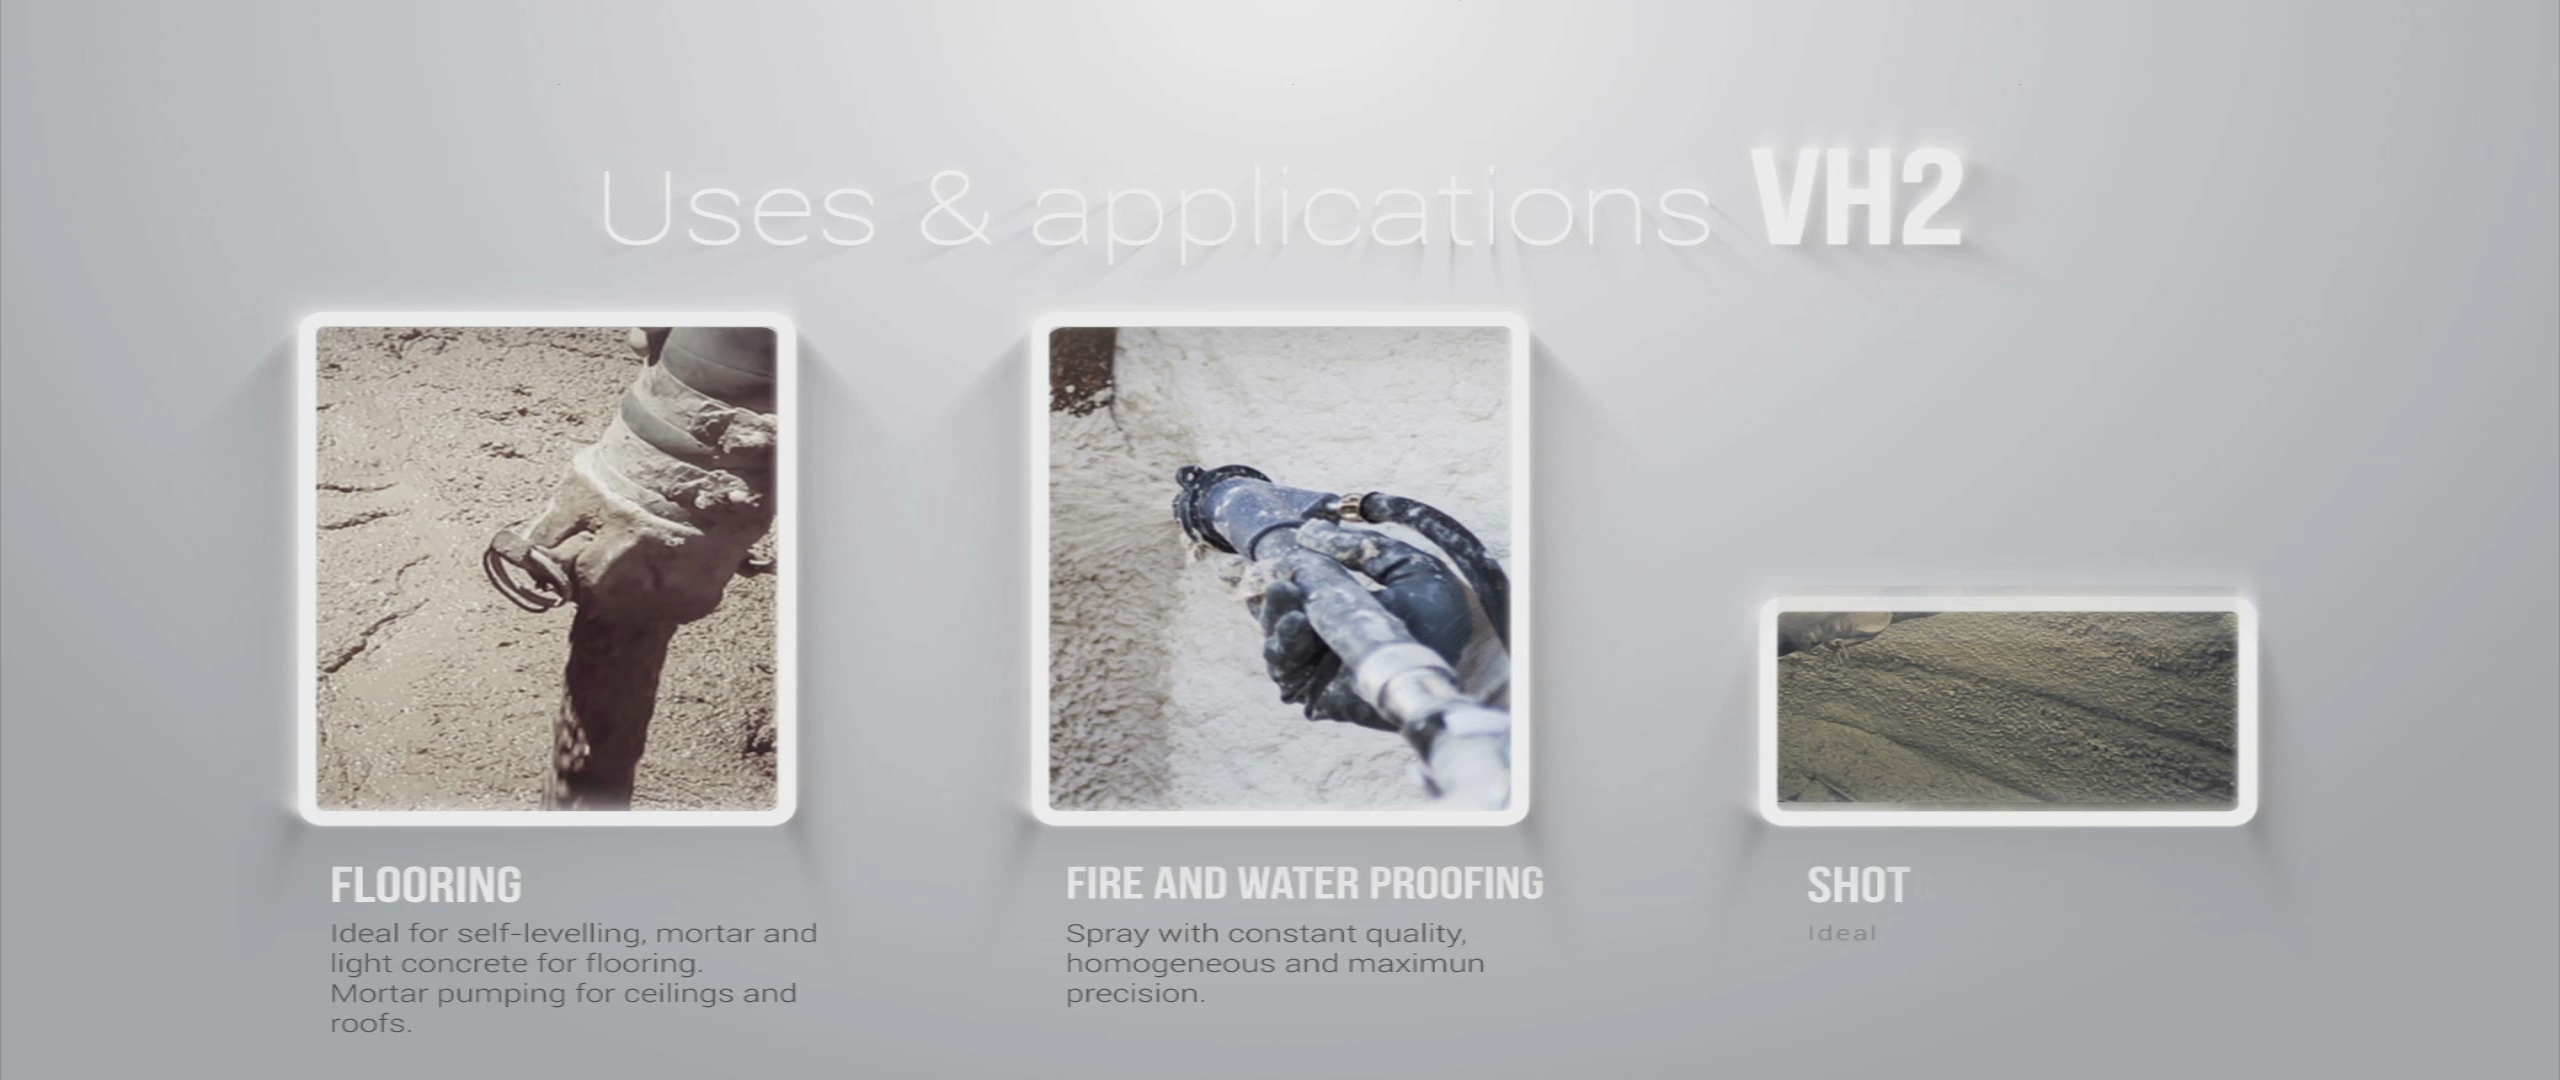 Uses & applications VH2
FLOORING
Ideal for self-levelling, mortar and
light concrete for flooring.
Mortar pumping for ceilings and
roofs.
FIRE AND WATER PROOFING
Spray with constant quality,
homogeneous and maximun
precision.
SHOT
Ideal